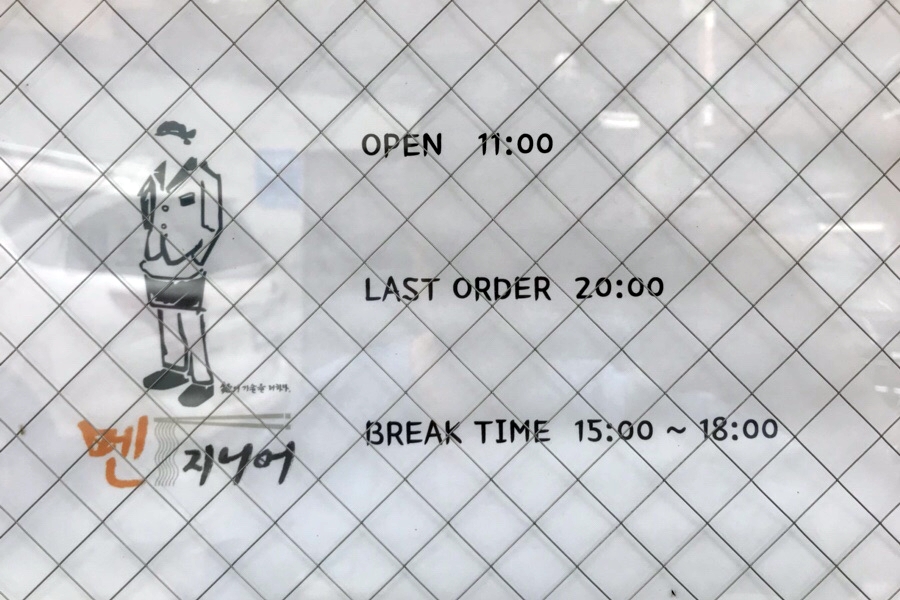 OPEN 11:00
LAST ORDER 20:00
BREAK TIME 15:00 ~ 18:00
멘지니어